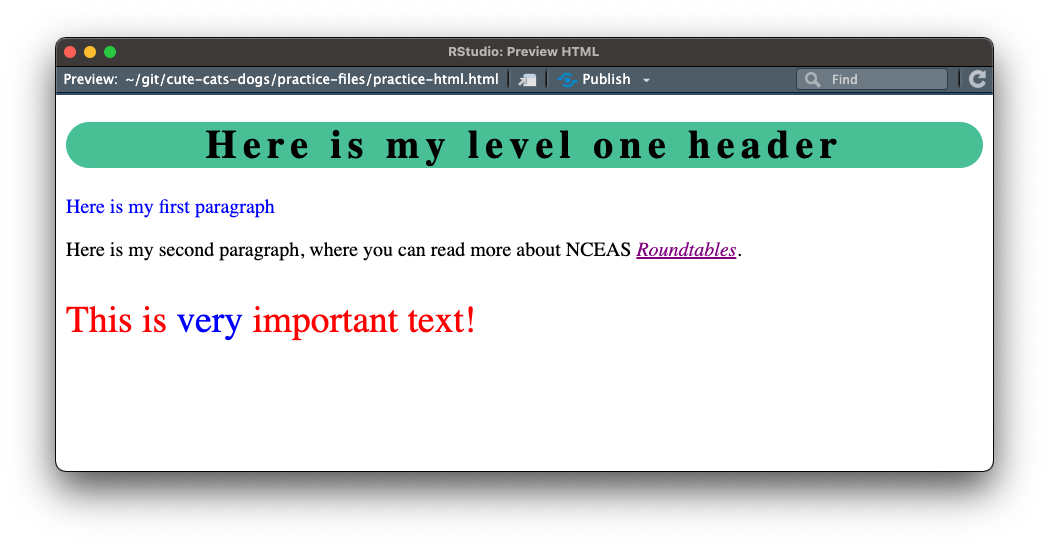 RStudio: Preview HTML
Preview: ~/git/cute-cats-dogs/practice-files/practice-html.html Publish Find
Here is my level one header
Here is my first paragraph
Here is my second paragraph, where you can read more about NCEAS Roundtables.
This is very important text!